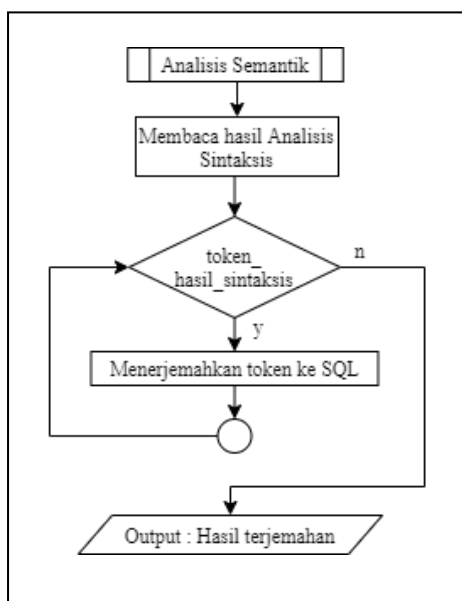 Analisis Semantik
Membaca hasil Analisis
Sintaksis
token_
hasil_sintaksis
n
y
Menerjemahkan token ke SQL
Output : Hasil terjemahan